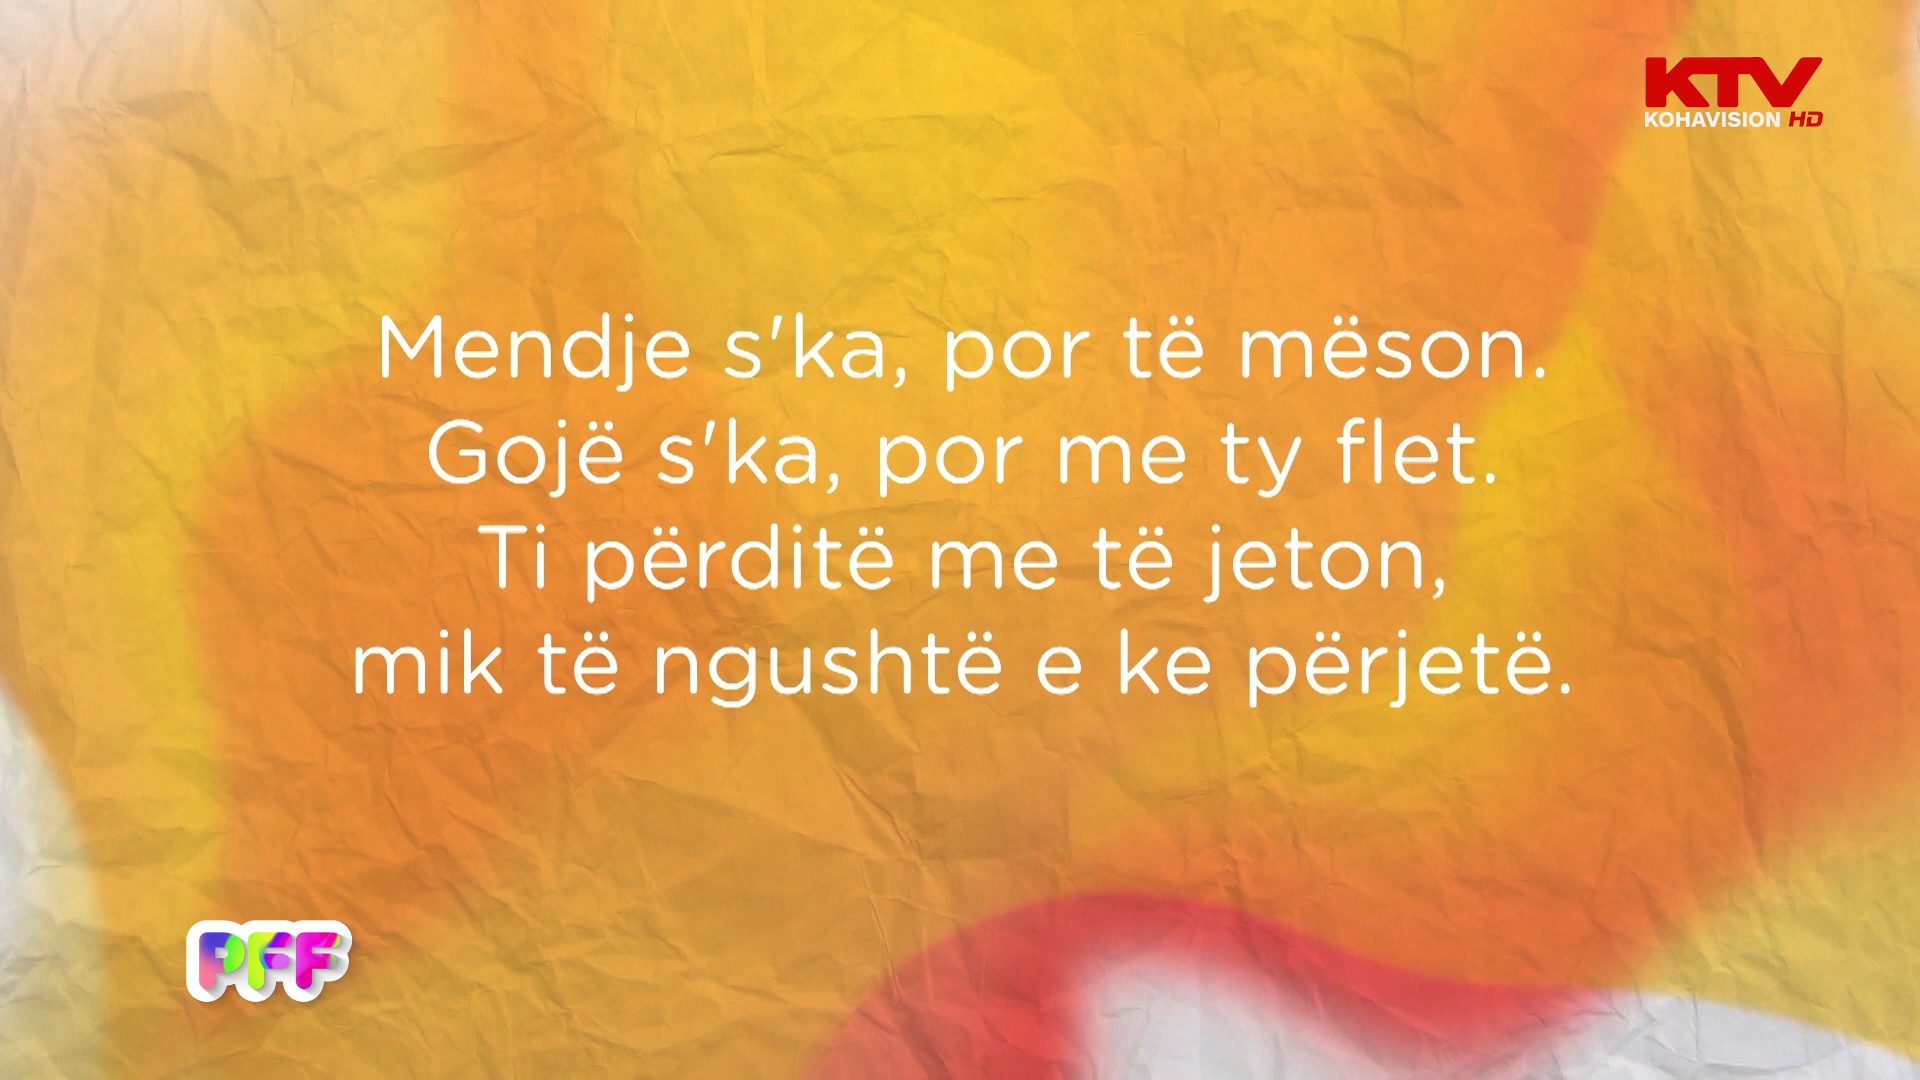 KTV
KOHAVISION HD
Mendje s'ka, por të mëson.
Gojë s'ka, por me ty flet.
Ti përditë me të jeton,
mik të ngushtë e ke përjetë.
PFF